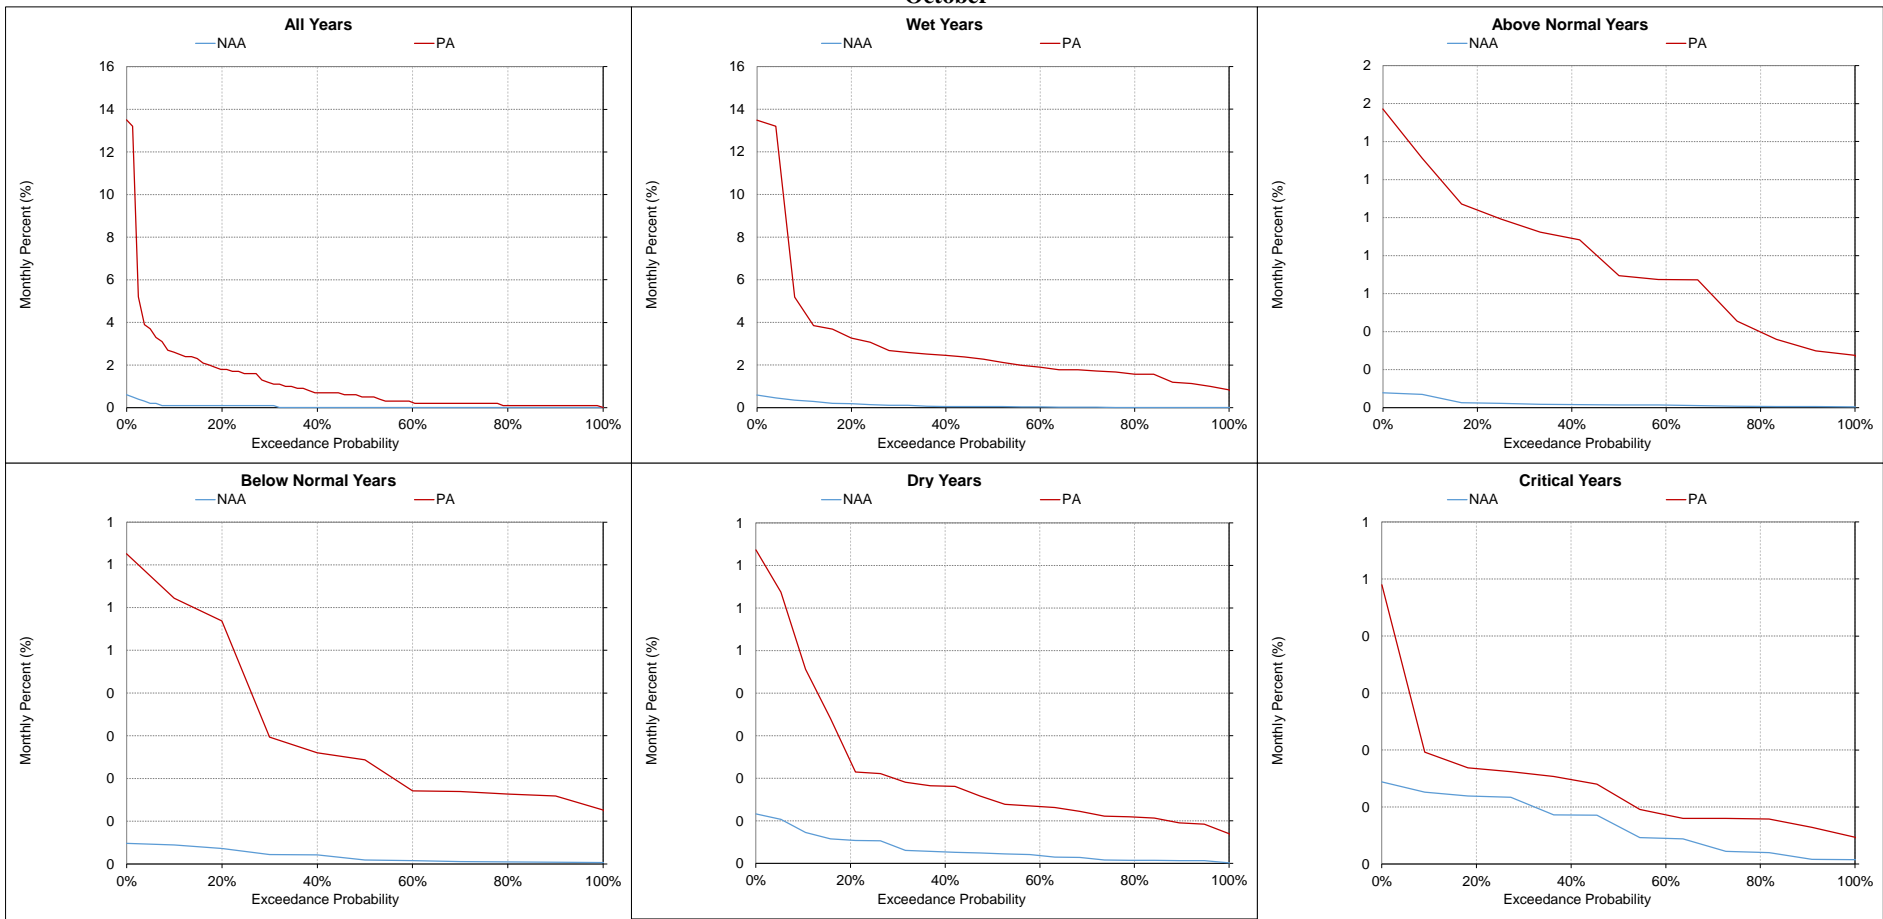 October
All Years
NAA PA
Monthly Percent (%)
16
14
12
10
8
6
4
2
0
0% 20% 40% 60% 80% 100%
Exceedance Probability
Wet Years
NAA PA
Monthly Percent (%)
16
14
12
10
8
6
4
2
0
0% 20% 40% 60% 80% 100%
Exceedance Probability
Above Normal Years
NAA PA
Monthly Percent (%)
2
2
1
1
1
1
1
0
0
0
0% 20% 40% 60% 80% 100%
Exceedance Probability
Below Normal Years
NAA PA
Monthly Percent (%)
1
1
1
1
0
0
0
0
0
0% 20% 40% 60% 80% 100%
Exceedance Probability
Dry Years
NAA PA
Monthly Percent (%)
1
1
1
1
0
0
0
0
0
0% 20% 40% 60% 80% 100%
Exceedance Probability
Critical Years
NAA PA
Monthly Percent (%)
1
1
0
0
0
0
0
0% 20% 40% 60% 80% 100%
Exceedance Probability